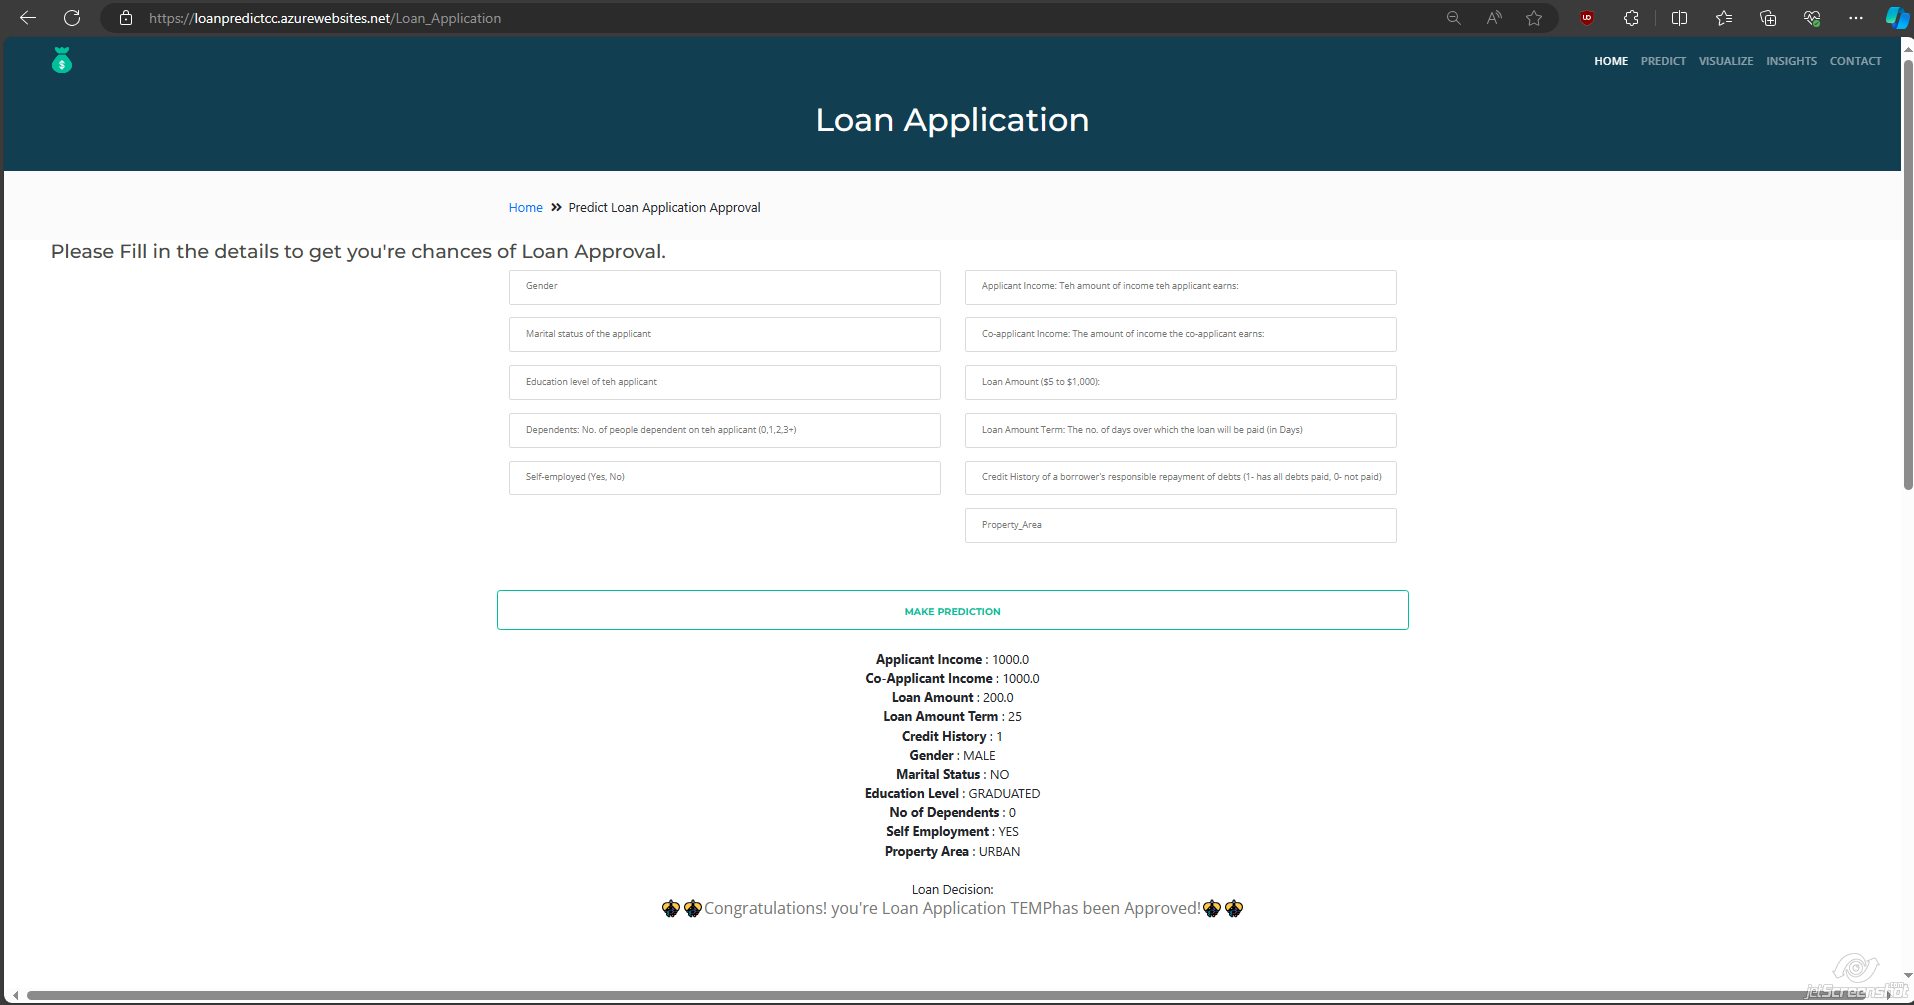 https://loanpredictcc.azurewebsites.net/Loan_Application
HOME PREDICT VISUALIZE INSIGHTS CONTACT
Loan Application
Home » Predict Loan Application Approval
Please Fill in the details to get you're chances of Loan Approval.
Gender
Applicant Income: Teh amount of income teh applicant earns:
Marital status of the applicant
Co-applicant Income: The amount of income the co-applicant earns:
Education level of teh applicant
Loan Amount ($5 to $1,000):
Dependents: No. of people dependent on teh applicant (0,1,2,3+)
Loan Amount Term: The no. of days over which the loan will be paid (in Days)
Self-employed (Yes, No)
Credit History of a borrower's responsible repayment of debts (1- has all debts paid, 0- not paid)
Property_Area
MAKE PREDICTION
Applicant Income : 1000.0
Co-Applicant Income : 1000.0
Loan Amount : 200.0
Loan Amount Term : 25
Credit History : 1
Gender : MALE
Marital Status : NO
Education Level : GRADUATED
No of Dependents : 0
Self Employment : YES
Property Area : URBAN
Loan Decision:
Congratulations! you're Loan Application TEMPhas been Approved!
jetScreenshot
.com